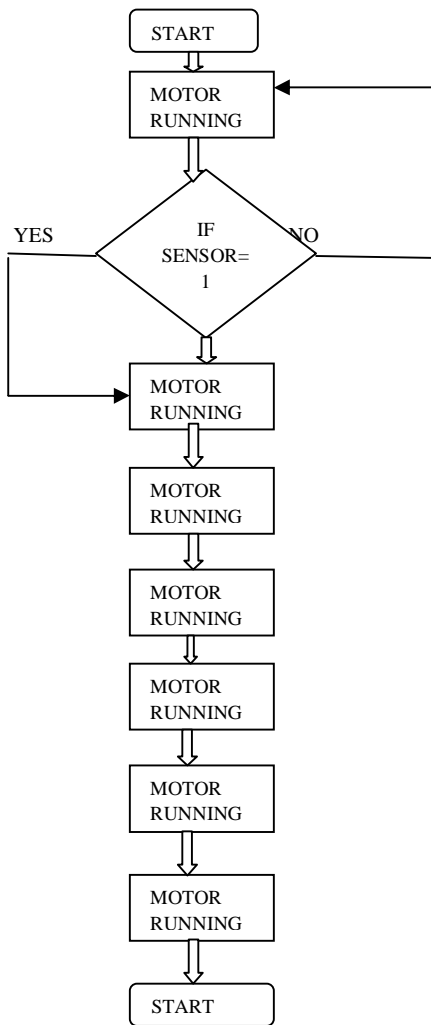 START
MOTOR
RUNNING
YES
IF
SENSOR=
1
NO
MOTOR
RUNNING
MOTOR
RUNNING
MOTOR
RUNNING
MOTOR
RUNNING
MOTOR
RUNNING
MOTOR
RUNNING
START